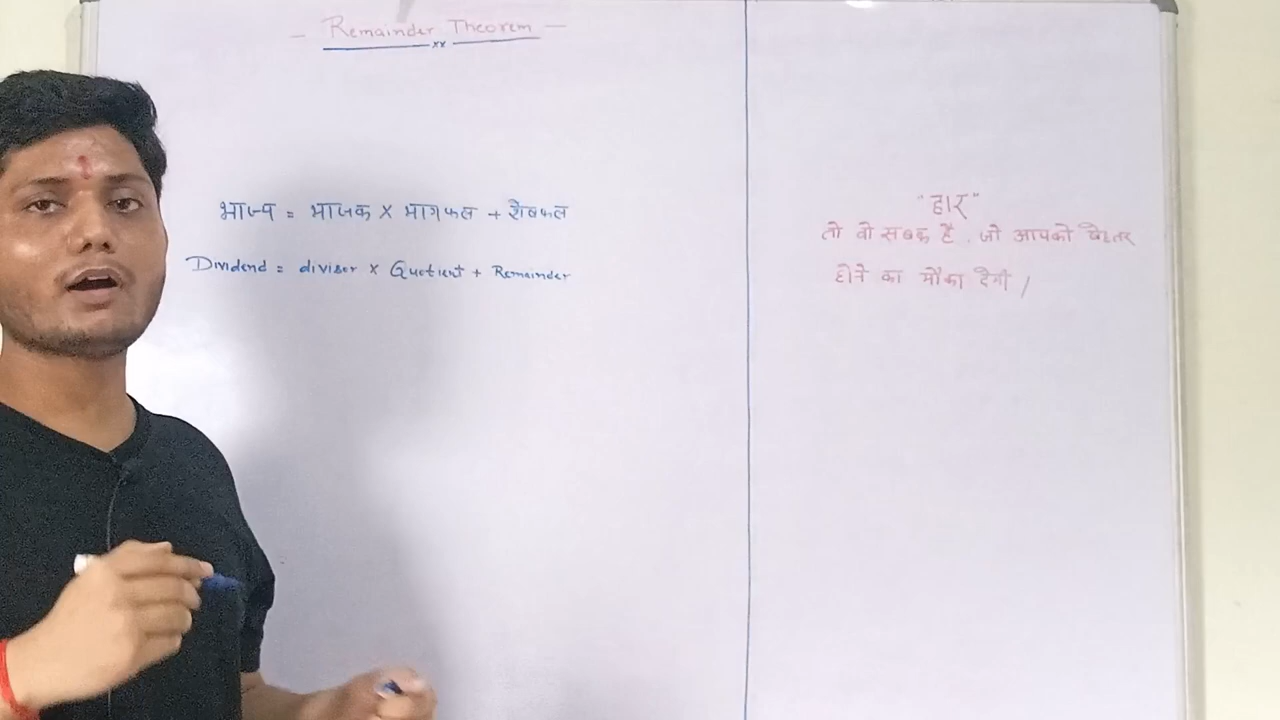 — Remainder Theorem —
भाज्य = भाजक × भागफल + शेषफल
Dividend = divisor × Quotient + Remainder
"हार"
तो वो सबक है , जो आपको बेहतर
होने का मौका देगी /